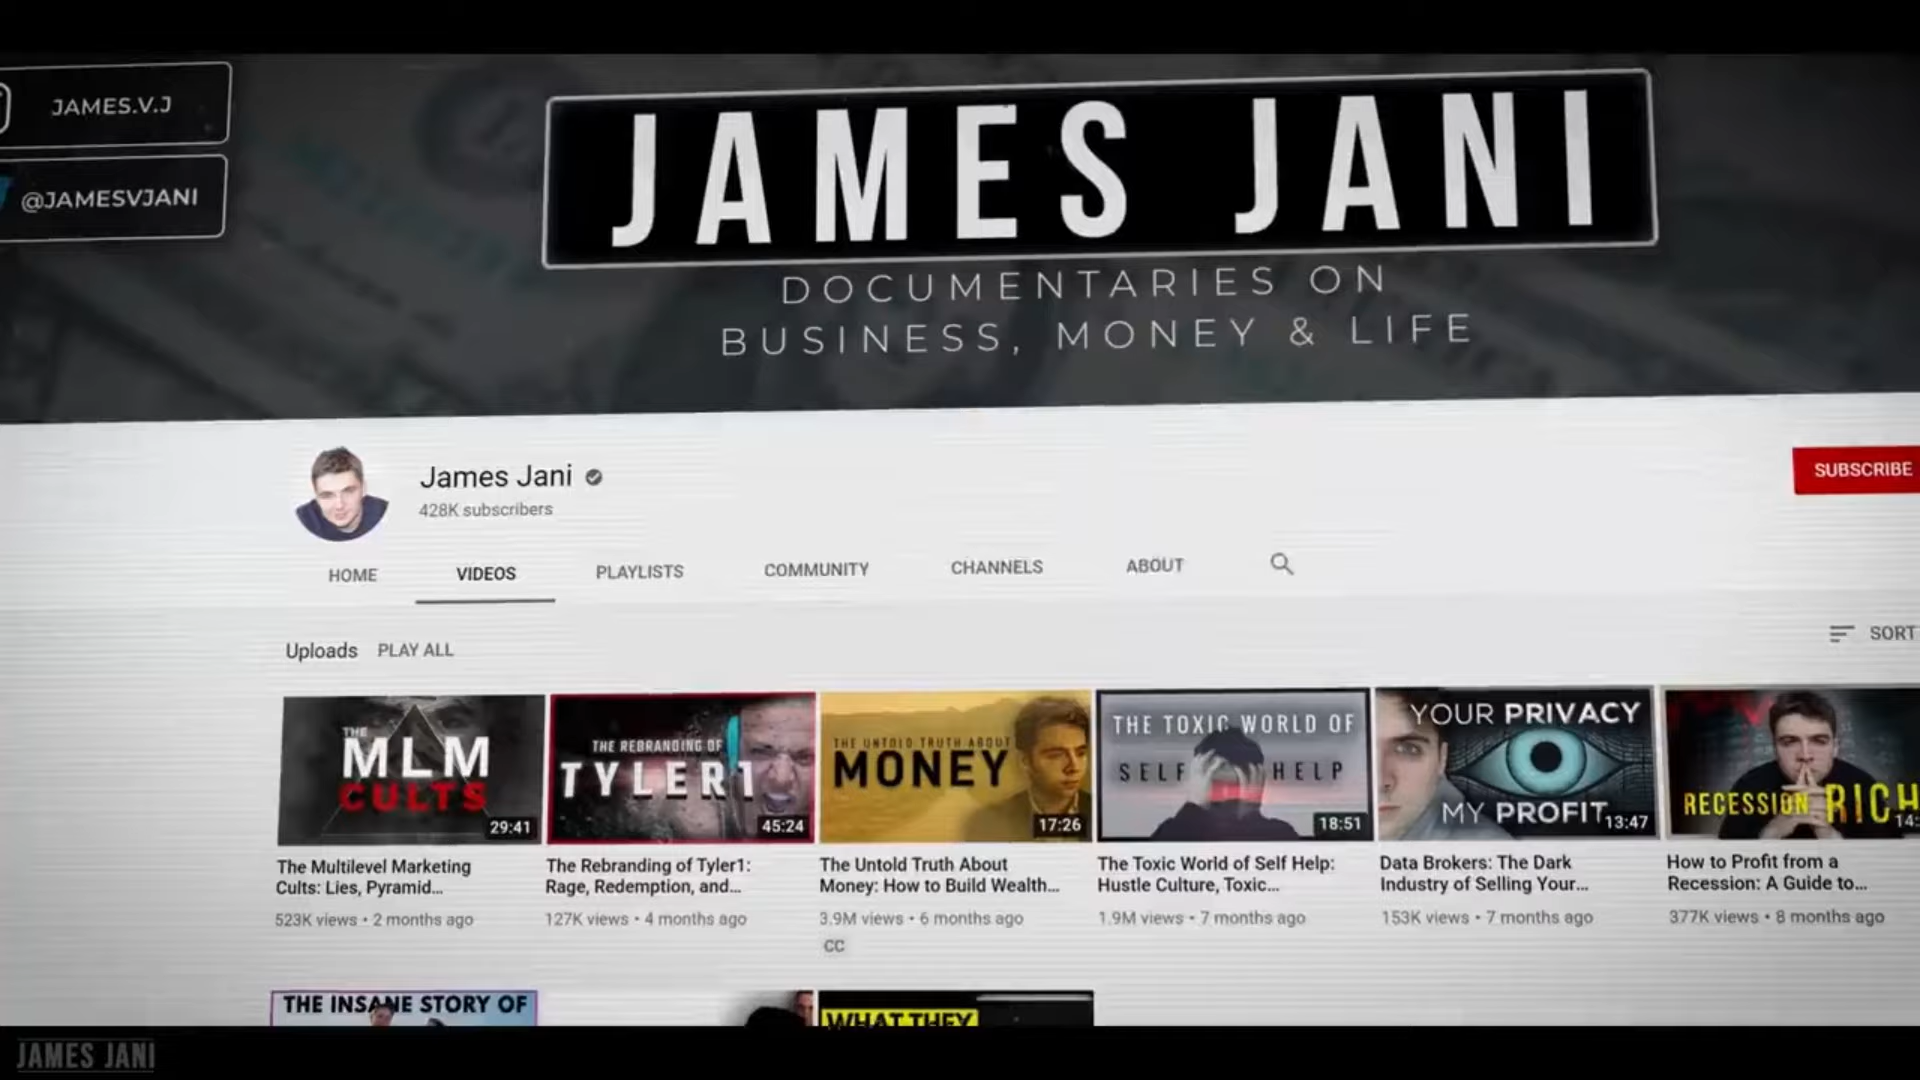 JAMES.V.J
@JAMESVJANI
JAMES JANI
DOCUMENTARIES ON
BUSINESS, MONEY & LIFE
James Jani
428K subscribers
SUBSCRIBE
HOME VIDEOS PLAYLISTS COMMUNITY CHANNELS ABOUT
Uploads PLAY ALL
SORT
THE
MLM
CULTS
29:41
THE REBRANDING OF
TYLER1
45:24
THE UNTOLD TRUTH ABOUT
MONEY
17:26
THE TOXIC WORLD OF
SELF HELP
18:51
YOUR PRIVACY
MY PROFIT
13:47
RECESSION RICH
14:
The Multilevel Marketing
Cults: Lies, Pyramid...
523K views • 2 months ago
The Rebranding of Tyler1:
Rage, Redemption, and...
127K views • 4 months ago
The Untold Truth About
Money: How to Build Wealth...
3.9M views • 6 months ago
CC
The Toxic World of Self Help:
Hustle Culture, Toxic...
1.9M views • 7 months ago
Data Brokers: The Dark
Industry of Selling Your...
153K views • 7 months ago
How to Profit from a
Recession: A Guide to...
377K views • 8 months ago
THE INSANE STORY OF
WHAT THEY
JAMES JANI